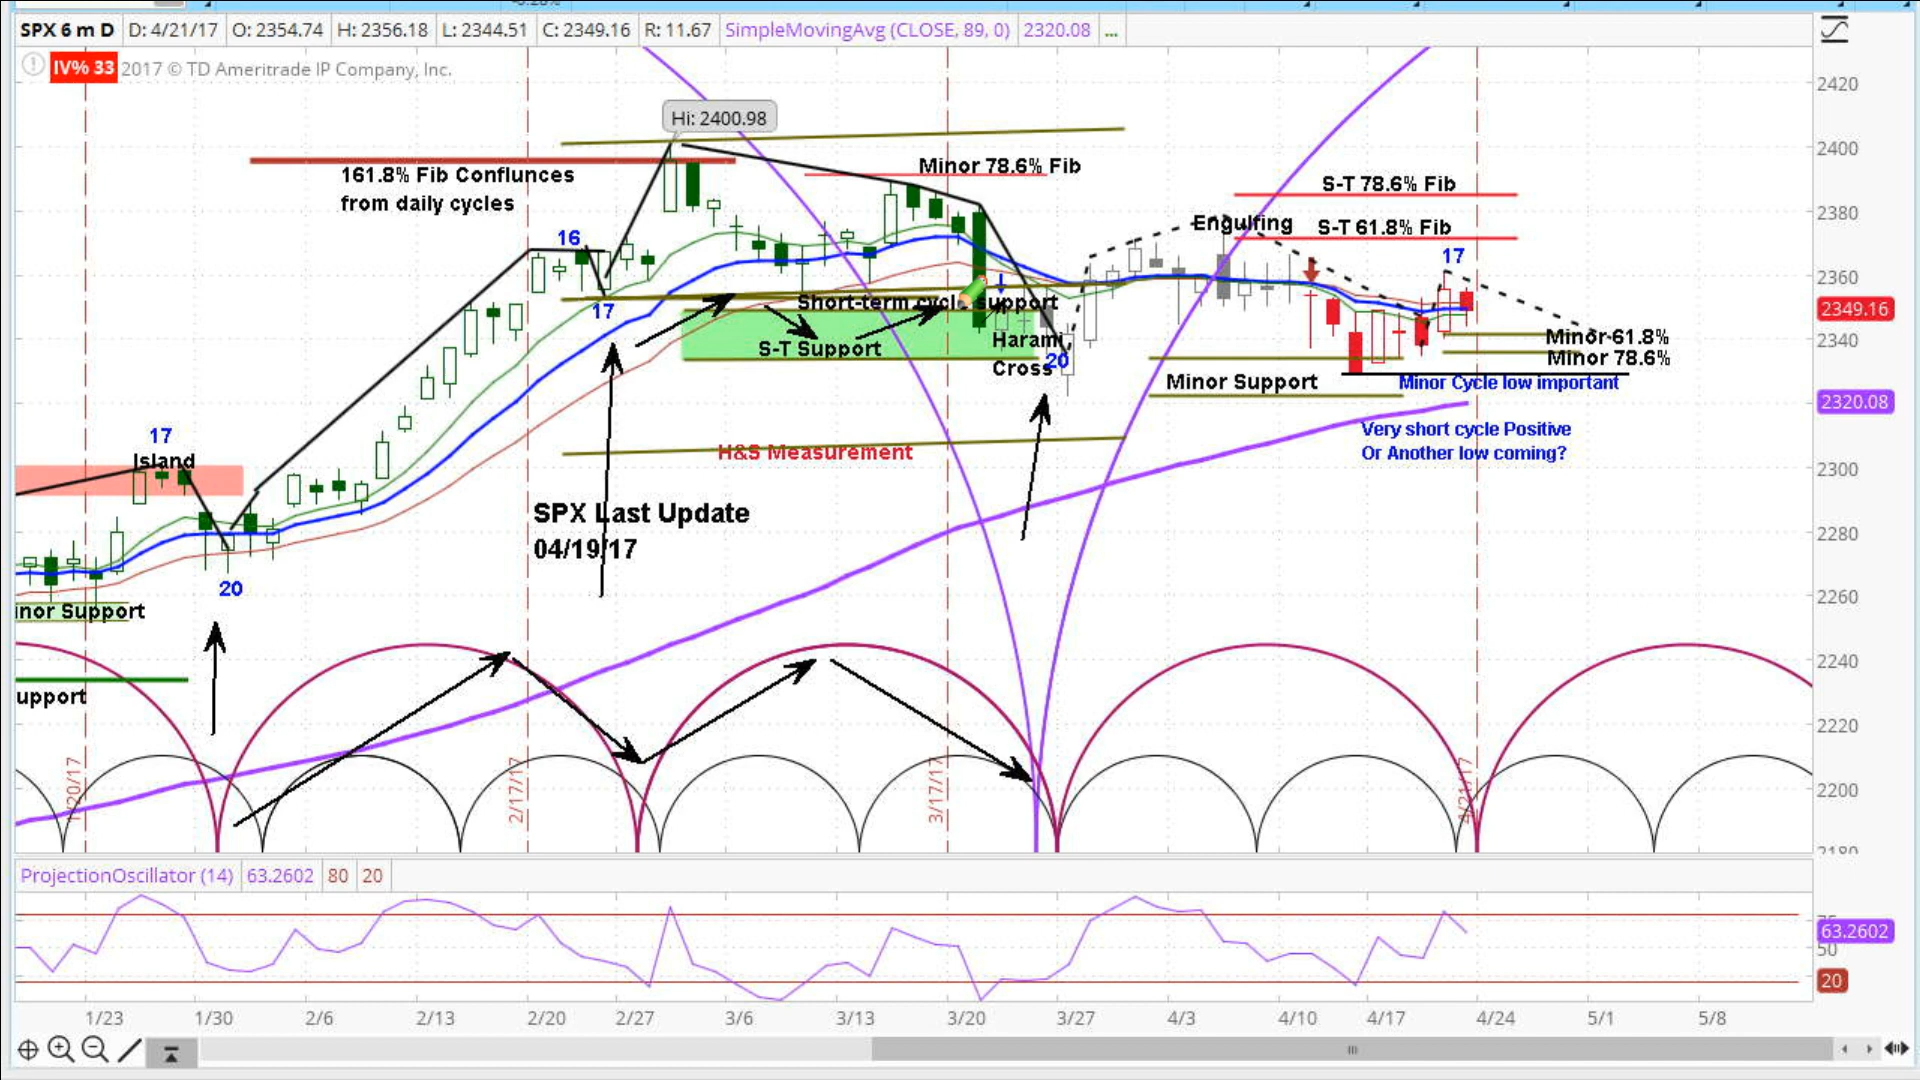 SPX 6 m D D: 4/21/17 O: 2354.74 H: 2356.18 L: 2344.51 C: 2349.16 R: 11.67 SimpleMovingAvg (CLOSE, 89, 0) 2320.08 ...
IV% 33 2017 © TD Ameritrade IP Company, Inc.
Hi: 2400.98
161.8% Fib Conflunces
from daily cycles
Minor 78.6% Fib
S-T 78.6% Fib
Engulfing
S-T 61.8% Fib
16
17
17
Short-term cycle support
S-T Support
Harami
Cross
20
Minor 61.8%
Minor 78.6%
Minor Support
Minor Cycle low important
Very short cycle Positive
Or Another low coming?
17
Island
H&S Measurement
SPX Last Update
04/19/17
20
inor Support
upport
2420
2400
2380
2360
2349.16
2340
2320.08
2300
2280
2260
2240
2220
2200
2180
1/20/17
2/17/17
3/17/17
4/21/17
ProjectionOscillator (14) 63.2602 80 20
75
63.2602
50
20
1/23 1/30 2/6 2/13 2/20 2/27 3/6 3/13 3/20 3/27 4/3 4/10 4/17 4/24 5/1 5/8